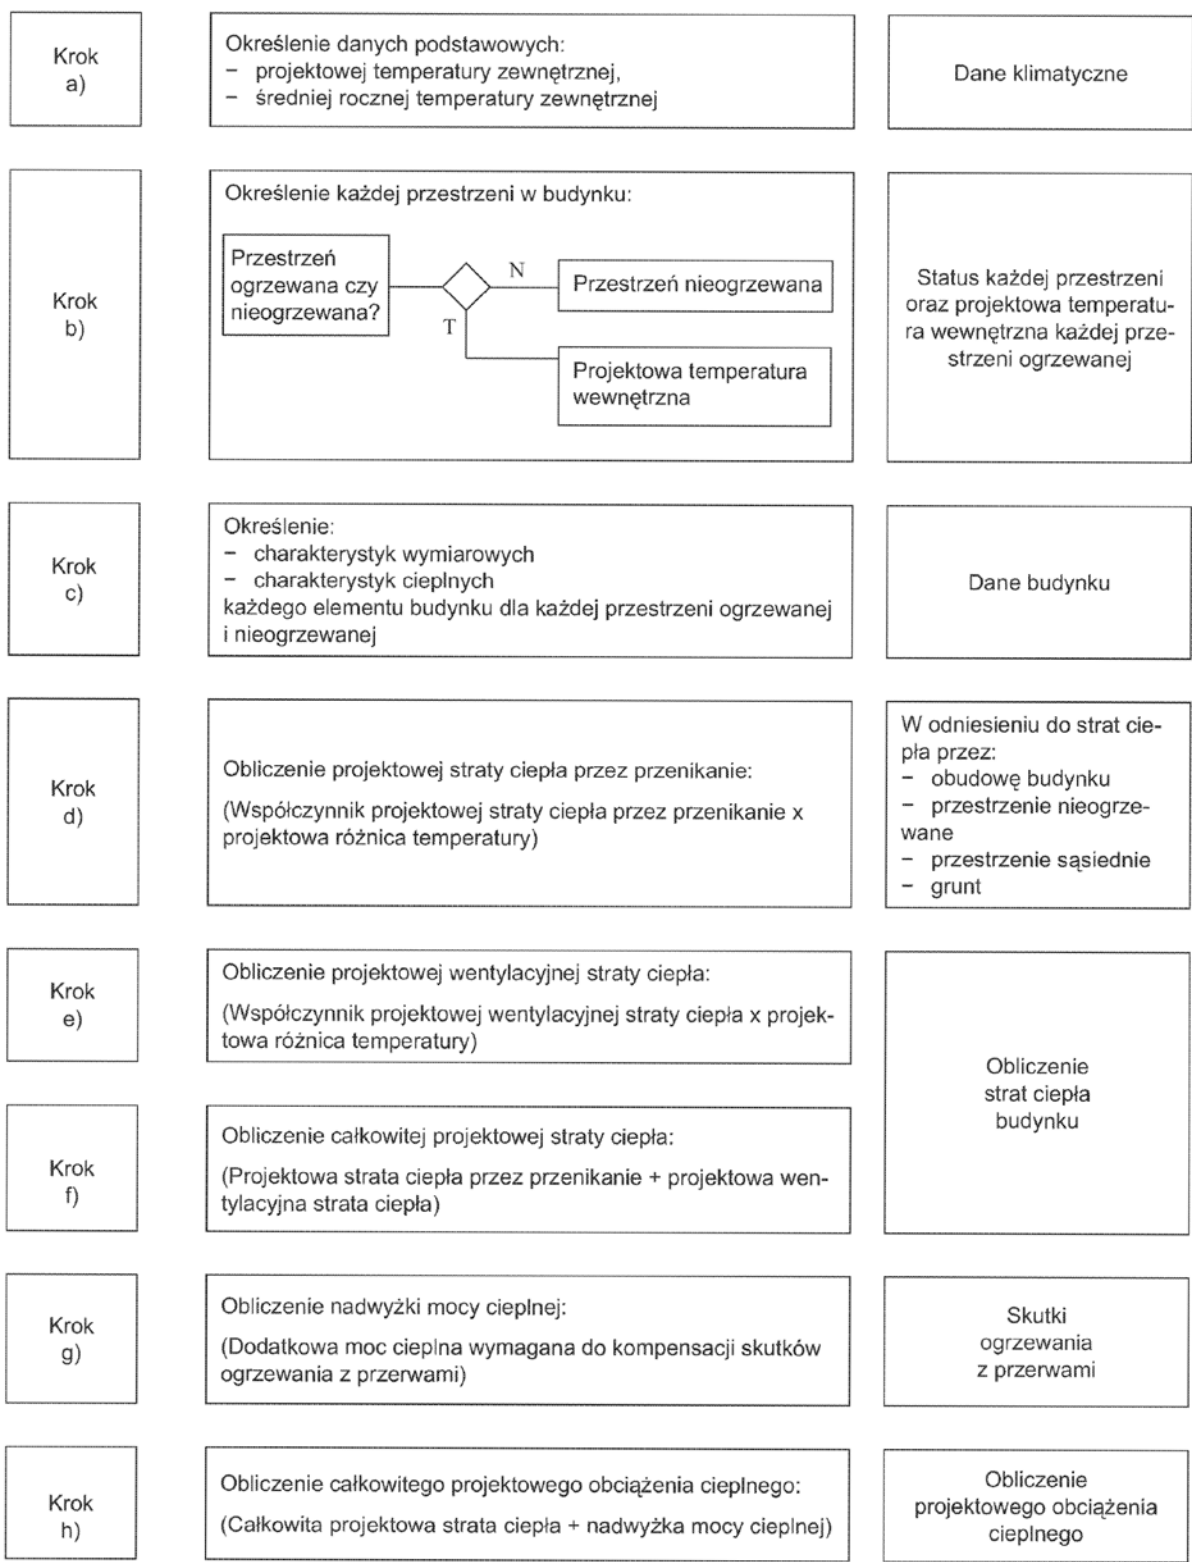 Krok
a)
Określenie danych podstawowych:
– projektowej temperatury zewnętrznej,
– średniej rocznej temperatury zewnętrznej
Dane klimatyczne
Krok
b)
Określenie każdej przestrzeni w budynku:
Przestrzeń
ogrzewana czy
nieogrzewana?
N
T
Przestrzeń nieogrzewana
Projektowa temperatura
wewnętrzna
Status każdej przestrzeni
oraz projektowa temperatu-
ra wewnętrzna każdej prze-
strzeni ogrzewanej
Krok
c)
Określenie:
– charakterystyk wymiarowych
– charakterystyk cieplnych
każdego elementu budynku dla każdej przestrzeni ogrzewanej
i nieogrzewanej
Dane budynku
Krok
d)
Obliczenie projektowej straty ciepła przez przenikanie:
(Współczynnik projektowej straty ciepła przez przenikanie x
projektowa różnica temperatury)
W odniesieniu do strat cie-
pła przez:
– obudowę budynku
– przestrzenie nieogrze-
wane
– przestrzenie sąsiednie
– grunt
Krok
e)
Obliczenie projektowej wentylacyjnej straty ciepła:
(Współczynnik projektowej wentylacyjnej straty ciepła x projek-
towa różnica temperatury)
Obliczenie
strat ciepła
budynku
Krok
f)
Obliczenie całkowitej projektowej straty ciepła:
(Projektowa strata ciepła przez przenikanie + projektowa wen-
tylacyjna strata ciepła)
Krok
g)
Obliczenie nadwyżki mocy cieplnej:
(Dodatkowa moc cieplna wymagana do kompensacji skutków
ogrzewania z przerwami)
Skutki
ogrzewania
z przerwami
Krok
h)
Obliczenie całkowitego projektowego obciążenia cieplnego:
(Całkowita projektowa strata ciepła + nadwyżka mocy cieplnej)
Obliczenie
projektowego obciążenia
cieplnego